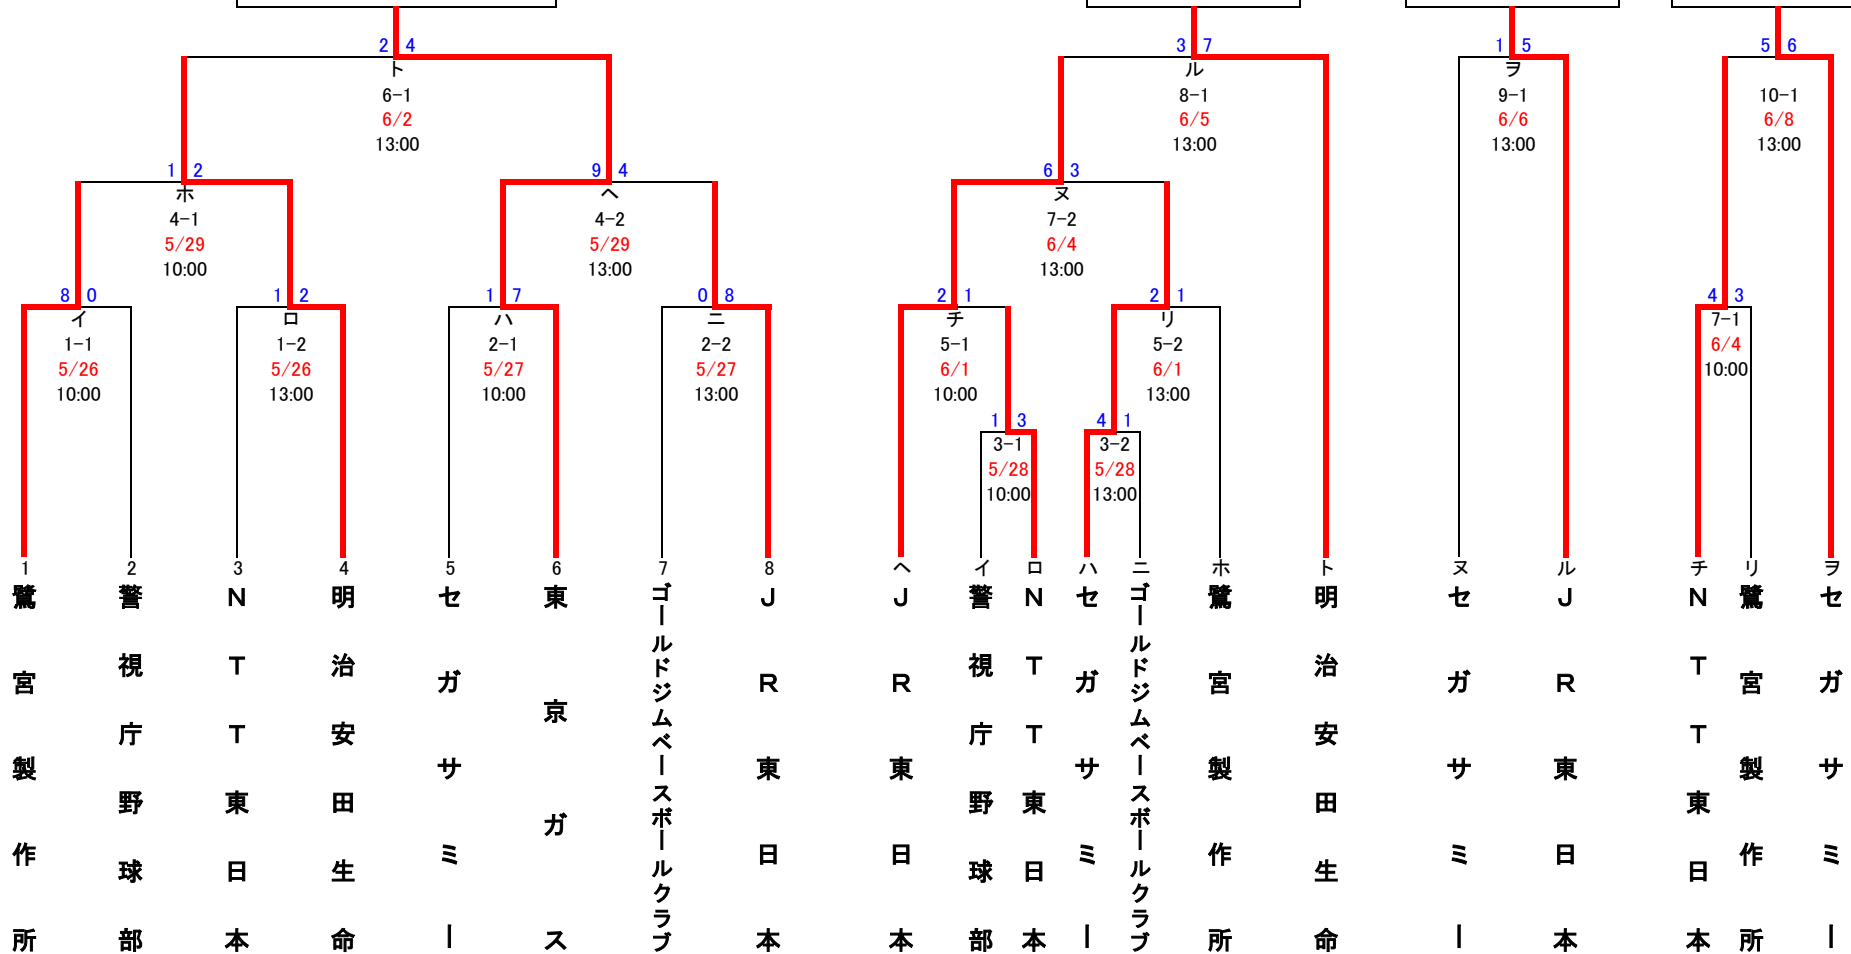 2 4
ト
6-1
6/2
13:00
1 2
ホ
4-1
5/29
10:00
9 4
ヘ
4-2
5/29
13:00
8 0
イ
1-1
5/26
10:00
1 2
ロ
1-2
5/26
13:00
1 7
ハ
2-1
5/27
10:00
0 8
ニ
2-2
5/27
13:00
1
鷺宮製作所
2
警視庁野球部
3
NTT東日本
4
明治安田生命
5
セガサミー
6
東京ガス
7
ゴールドジムベースボールクラブ
8
JR東日本
3 7
ル
8-1
6/5
13:00
6 3
ヌ
7-2
6/4
13:00
2 1
チ
5-1
6/1
10:00
2 1
リ
5-2
6/1
13:00
1 3
3-1
5/28
10:00
4 1
3-2
5/28
13:00
ヘ
JR東日本
イ
警視庁野球部
ロ
NTT東日本
ハ
セガサミー
ニ
ゴールドジムベースボールクラブ
ホ
鷺宮製作所
ト
明治安田生命
1 5
ヲ
9-1
6/6
13:00
ヌ
セガサミー
ル
JR東日本
5 6
10-1
6/8
13:00
4 3
7-1
6/4
10:00
チ
NTT東日本
リ
鷺宮製作所
ヲ
セガサミー